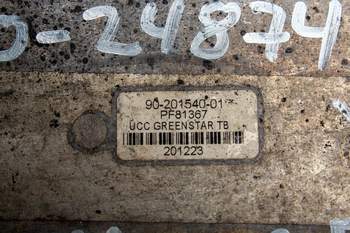 -24874
90-201540-01
PF81367
UCC GREENSTAR TB
201223